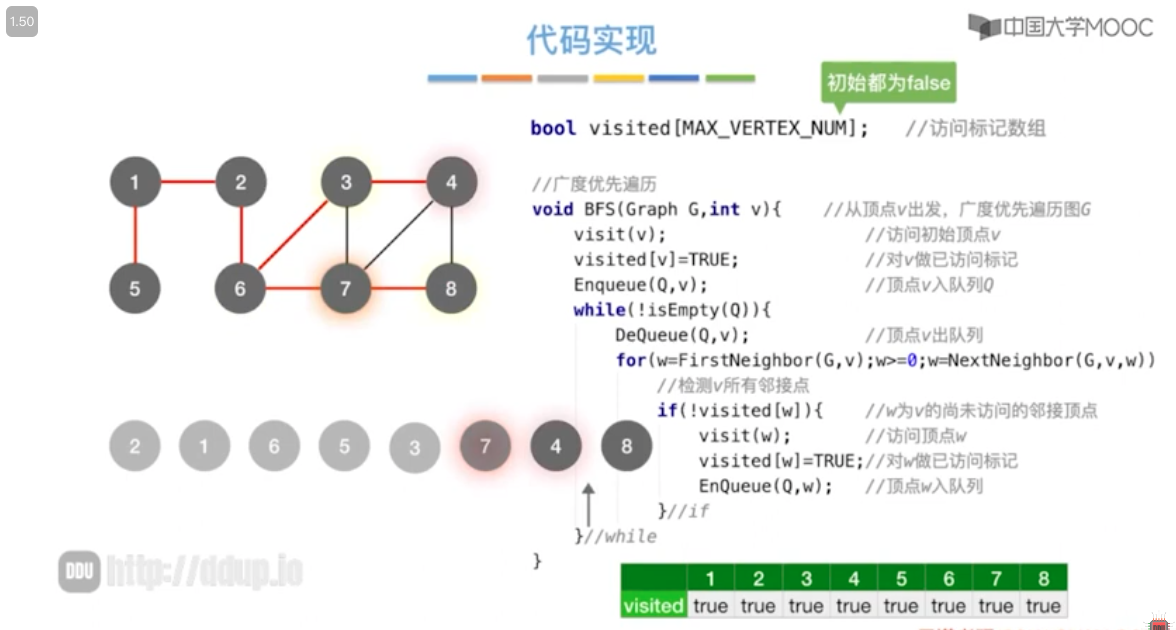 1.50
中国大学MOOC
代码实现
初始都为false
bool visited[MAX_VERTEX_NUM]; //访问标记数组
//广度优先遍历
void BFS(Graph G,int v){ //从顶点v出发，广度优先遍历图G
visit(v); //访问初始顶点v
visited[v]=TRUE; //对v做已访问标记
Enqueue(Q,v); //顶点v入队列Q
while(!isEmpty(Q)){
DeQueue(Q,v); //顶点v出队列
for(w=FirstNeighbor(G,v);w>=0;w=NextNeighbor(G,v,w))
//检测v所有邻接点
if(!visited[w]){ //w为v的尚未访问的邻接顶点
visit(w); //访问顶点w
visited[w]=TRUE;//对w做已访问标记
EnQueue(Q,w); //顶点w入队列
}//if
}//while
}
1 2 3 4
5 6 7 8
2 1 6 5 3 7 4 8
DDU http://ddup.io
1 2 3 4 5 6 7 8
visited true true true true true true true true